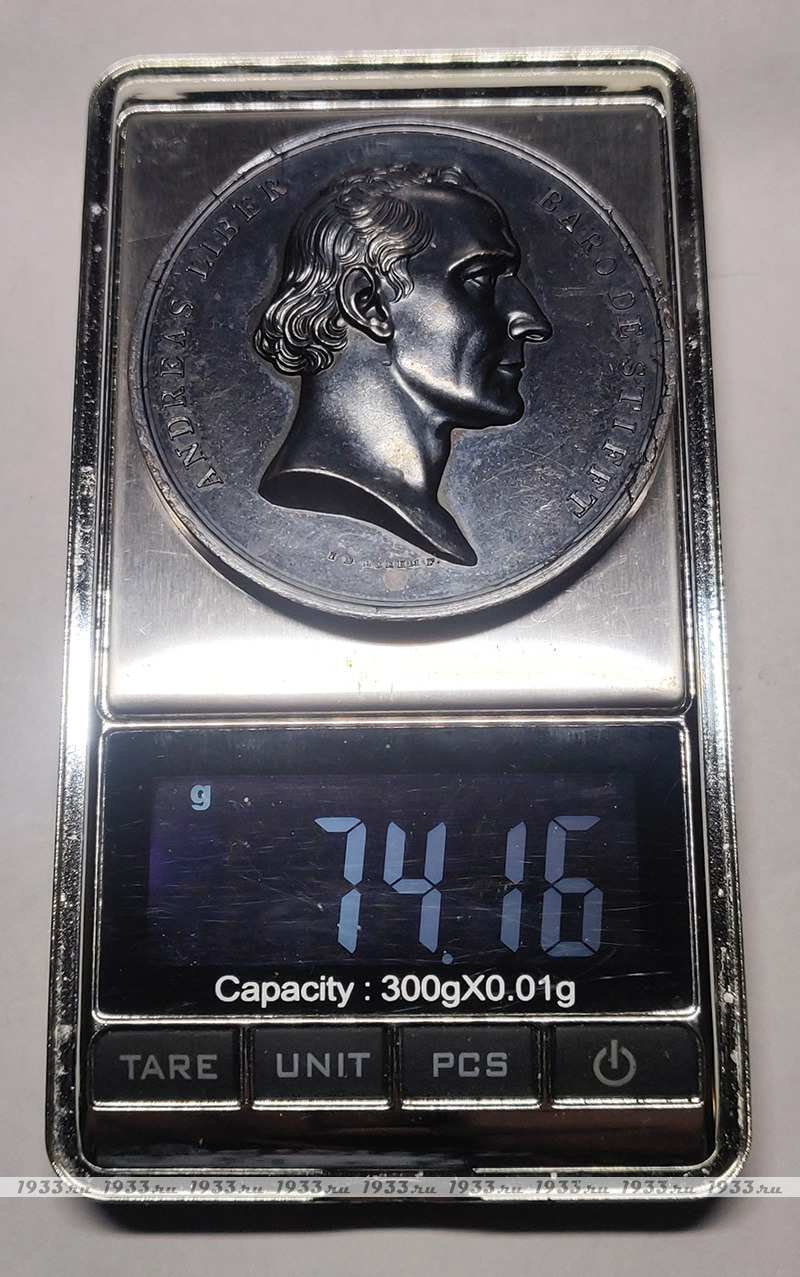 ANDREAS LIBER BARO DE STIFFT
g
74.16
Capacity : 300gX0.01g
TARE UNIT PCS
1933.ru 1933.ru 1933.ru 1933.ru 1933.ru 1933.ru 1933.ru 1933.ru 1933.ru